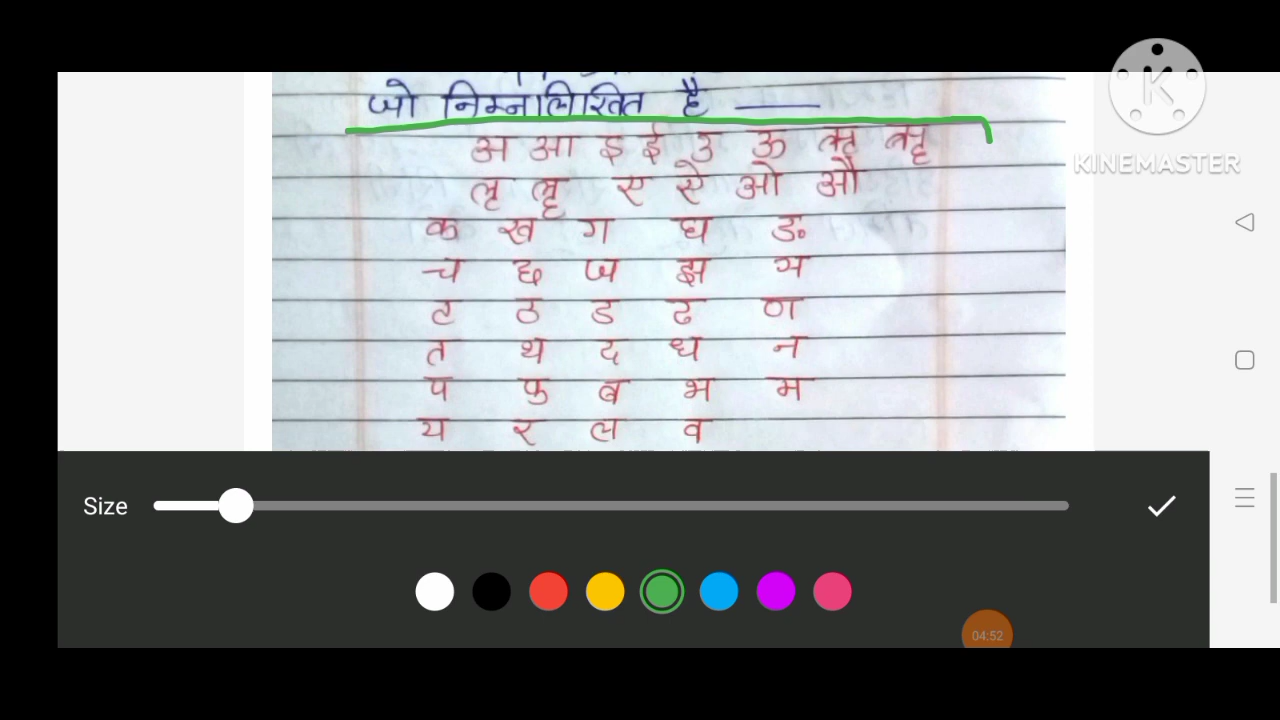 जो निम्नलिखित है —
अ आ इ ई उ ऊ ऋ ॠ
ऌ ॡ ए ऐ ओ औ
क ख ग घ ङ
च छ ज झ ञ
ट ठ ड ढ ण
त थ द ध न
प फ ब भ म
य र ल व
KINEMASTER
Size
04:52